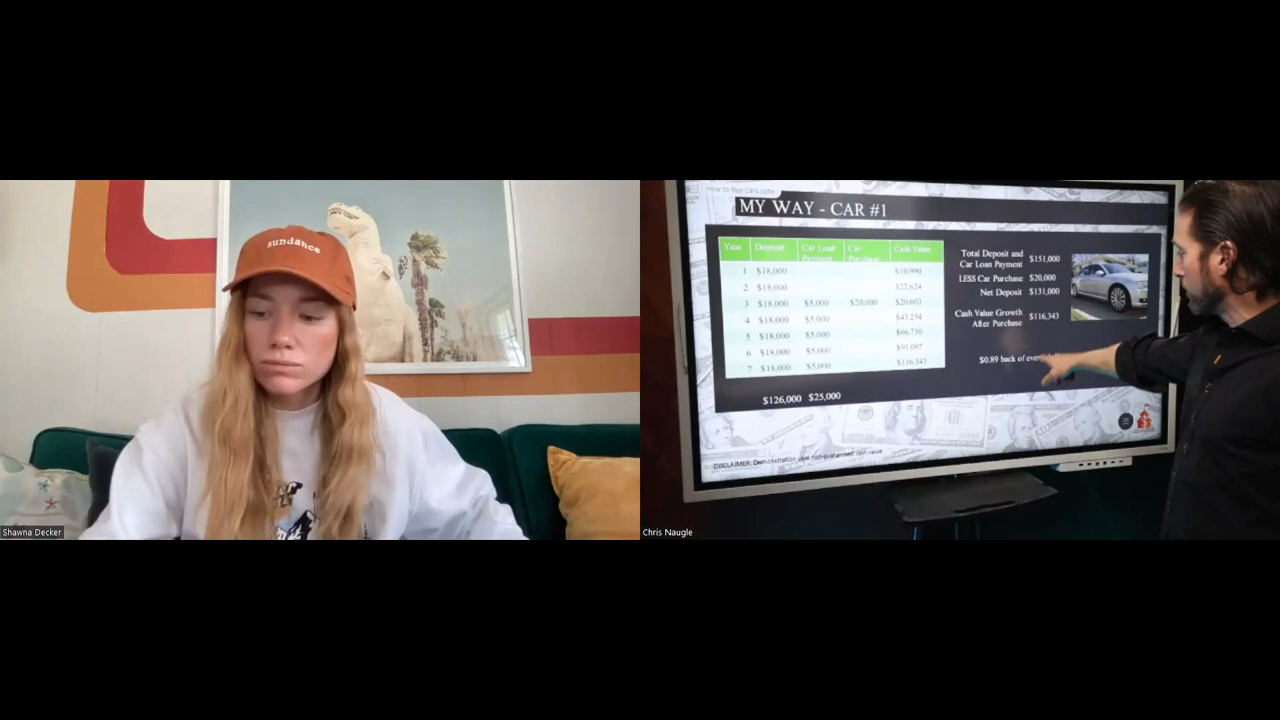 sundance
Shawna Decker
How to Buy Cars.pptx
MY WAY - CAR #1
Year Deposit Car Loan Payment Car Purchase Cash Value
1 $18,000 $10,990
2 $18,000 $22,624
3 $18,000 $5,000 $20,000 $20,603
4 $18,000 $5,000 $43,254
5 $18,000 $5,000 $66,730
6 $18,000 $5,000 $91,097
7 $18,000 $5,000 $116,343
$126,000 $25,000
Total Deposit and
Car Loan Payment $151,000
LESS Car Purchase $20,000
Net Deposit $131,000
Cash Value Growth
After Purchase $116,343
$0.89 back of
DISCLAIMER: Demonstration uses non-guaranteed cash value
Chris Naugle